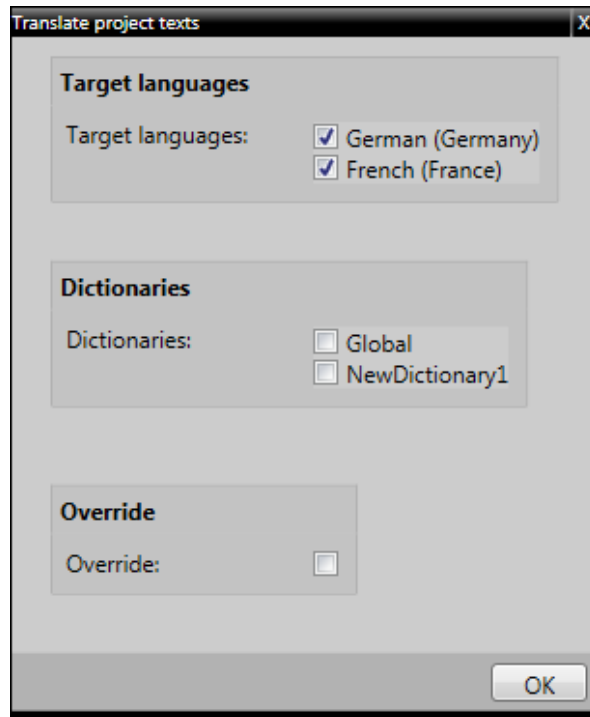 Translate project texts X
Target languages
Target languages: German (Germany)
French (France)
Dictionaries
Dictionaries: Global
NewDictionary1
Override
Override:
OK